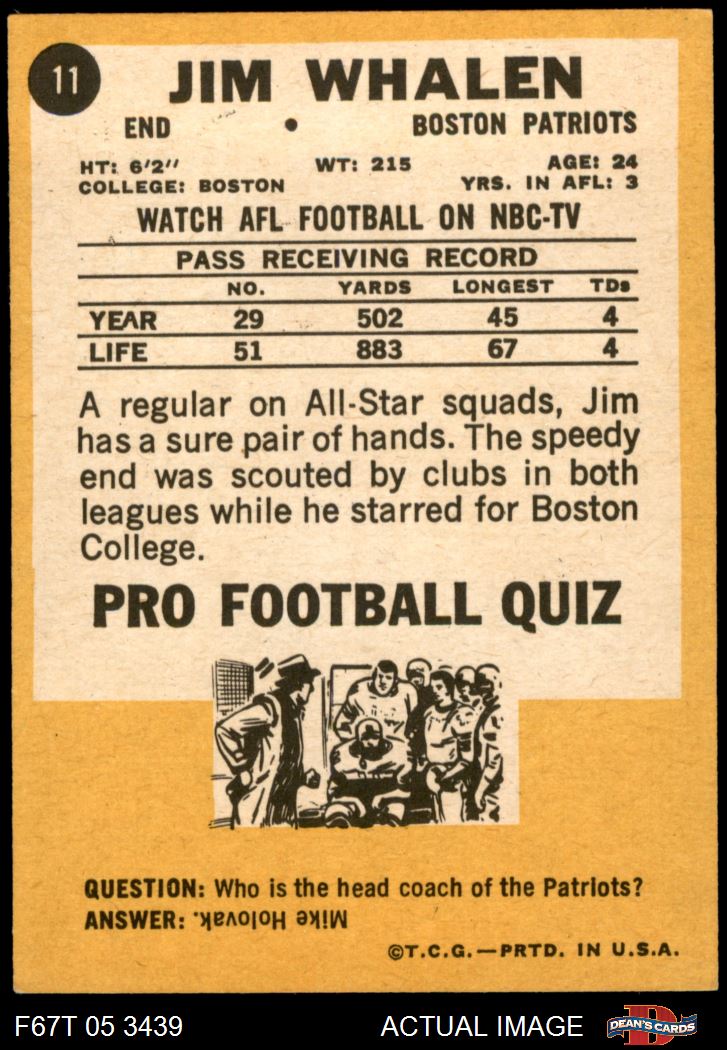 11
JIM WHALEN
END • BOSTON PATRIOTS
HT: 6'2" WT: 215 AGE: 24
COLLEGE: BOSTON YRS. IN AFL: 3
WATCH AFL FOOTBALL ON NBC-TV
PASS RECEIVING RECORD
NO. YARDS LONGEST TDs
YEAR 29 502 45 4
LIFE 51 883 67 4
A regular on All-Star squads, Jim
has a sure pair of hands. The speedy
end was scouted by clubs in both
leagues while he starred for Boston
College.
PRO FOOTBALL QUIZ
QUESTION: Who is the head coach of the Patriots?
ANSWER: Mike Holovak.
©T.C.G.—PRTD. IN U.S.A.
F67T 05 3439 ACTUAL IMAGE DEAN'S CARDS